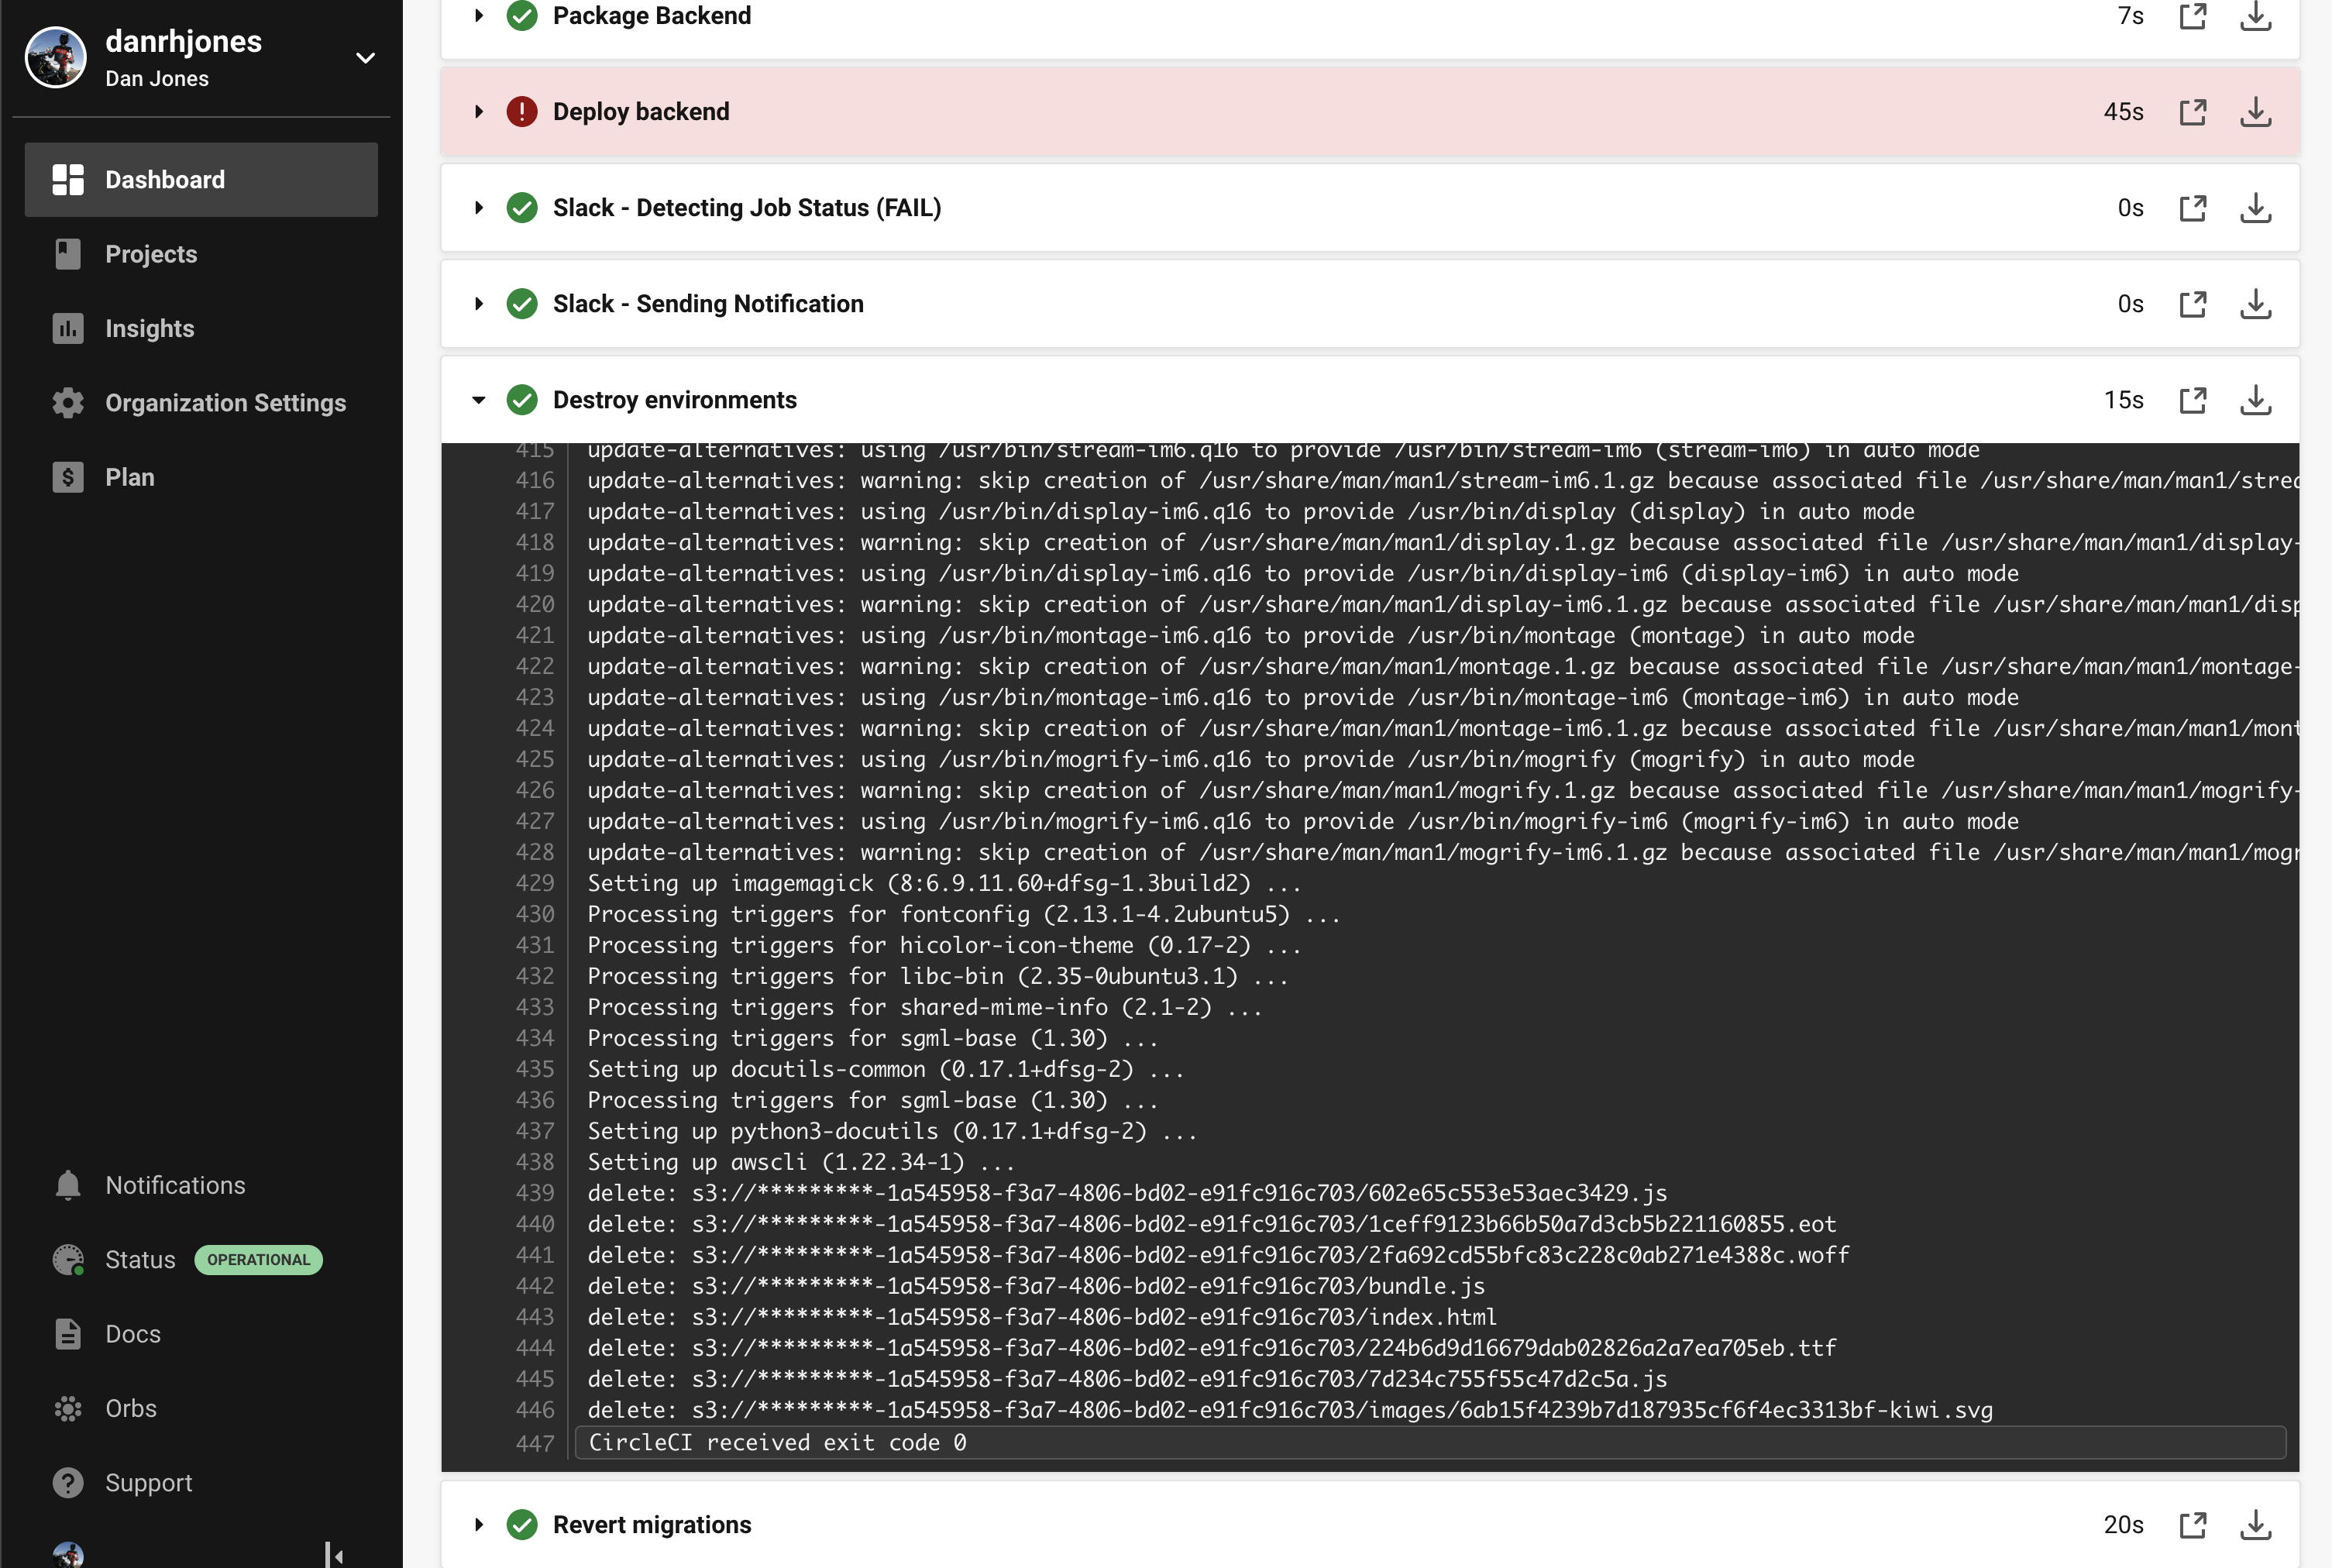 danrhjones
Dan Jones
Dashboard
Projects
Insights
Organization Settings
$ Plan
Notifications
Status OPERATIONAL
Docs
Orbs
? Support
Package Backend 7s
! Deploy backend 45s
Slack - Detecting Job Status (FAIL) 0s
Slack - Sending Notification 0s
Destroy environments 15s
415 update-alternatives: using /usr/bin/stream-im6.q16 to provide /usr/bin/stream-im6 (stream-im6) in auto mode
416 update-alternatives: warning: skip creation of /usr/share/man/man1/stream-im6.1.gz because associated file /usr/share/man/man1/strea
417 update-alternatives: using /usr/bin/display-im6.q16 to provide /usr/bin/display (display) in auto mode
418 update-alternatives: warning: skip creation of /usr/share/man/man1/display.1.gz because associated file /usr/share/man/man1/display-
419 update-alternatives: using /usr/bin/display-im6.q16 to provide /usr/bin/display-im6 (display-im6) in auto mode
420 update-alternatives: warning: skip creation of /usr/share/man/man1/display-im6.1.gz because associated file /usr/share/man/man1/disp
421 update-alternatives: using /usr/bin/montage-im6.q16 to provide /usr/bin/montage (montage) in auto mode
422 update-alternatives: warning: skip creation of /usr/share/man/man1/montage.1.gz because associated file /usr/share/man/man1/montage-
423 update-alternatives: using /usr/bin/montage-im6.q16 to provide /usr/bin/montage-im6 (montage-im6) in auto mode
424 update-alternatives: warning: skip creation of /usr/share/man/man1/montage-im6.1.gz because associated file /usr/share/man/man1/mont
425 update-alternatives: using /usr/bin/mogrify-im6.q16 to provide /usr/bin/mogrify (mogrify) in auto mode
426 update-alternatives: warning: skip creation of /usr/share/man/man1/mogrify.1.gz because associated file /usr/share/man/man1/mogrify-
427 update-alternatives: using /usr/bin/mogrify-im6.q16 to provide /usr/bin/mogrify-im6 (mogrify-im6) in auto mode
428 update-alternatives: warning: skip creation of /usr/share/man/man1/mogrify-im6.1.gz because associated file /usr/share/man/man1/mogr
429 Setting up imagemagick (8:6.9.11.60+dfsg-1.3build2) ...
430 Processing triggers for fontconfig (2.13.1-4.2ubuntu5) ...
431 Processing triggers for hicolor-icon-theme (0.17-2) ...
432 Processing triggers for libc-bin (2.35-0ubuntu3.1) ...
433 Processing triggers for shared-mime-info (2.1-2) ...
434 Processing triggers for sgml-base (1.30) ...
435 Setting up docutils-common (0.17.1+dfsg-2) ...
436 Processing triggers for sgml-base (1.30) ...
437 Setting up python3-docutils (0.17.1+dfsg-2) ...
438 Setting up awscli (1.22.34-1) ...
439 delete: s3://*********-1a545958-f3a7-4806-bd02-e91fc916c703/602e65c553e53aec3429.js
440 delete: s3://*********-1a545958-f3a7-4806-bd02-e91fc916c703/1ceff9123b66b50a7d3cb5b221160855.eot
441 delete: s3://*********-1a545958-f3a7-4806-bd02-e91fc916c703/2fa692cd55bfc83c228c0ab271e4388c.woff
442 delete: s3://*********-1a545958-f3a7-4806-bd02-e91fc916c703/bundle.js
443 delete: s3://*********-1a545958-f3a7-4806-bd02-e91fc916c703/index.html
444 delete: s3://*********-1a545958-f3a7-4806-bd02-e91fc916c703/224b6d9d16679dab02826a2a7ea705eb.ttf
445 delete: s3://*********-1a545958-f3a7-4806-bd02-e91fc916c703/7d234c755f55c47d2c5a.js
446 delete: s3://*********-1a545958-f3a7-4806-bd02-e91fc916c703/images/6ab15f4239b7d187935cf6f4ec3313bf-kiwi.svg
447 CircleCI received exit code 0
Revert migrations 20s